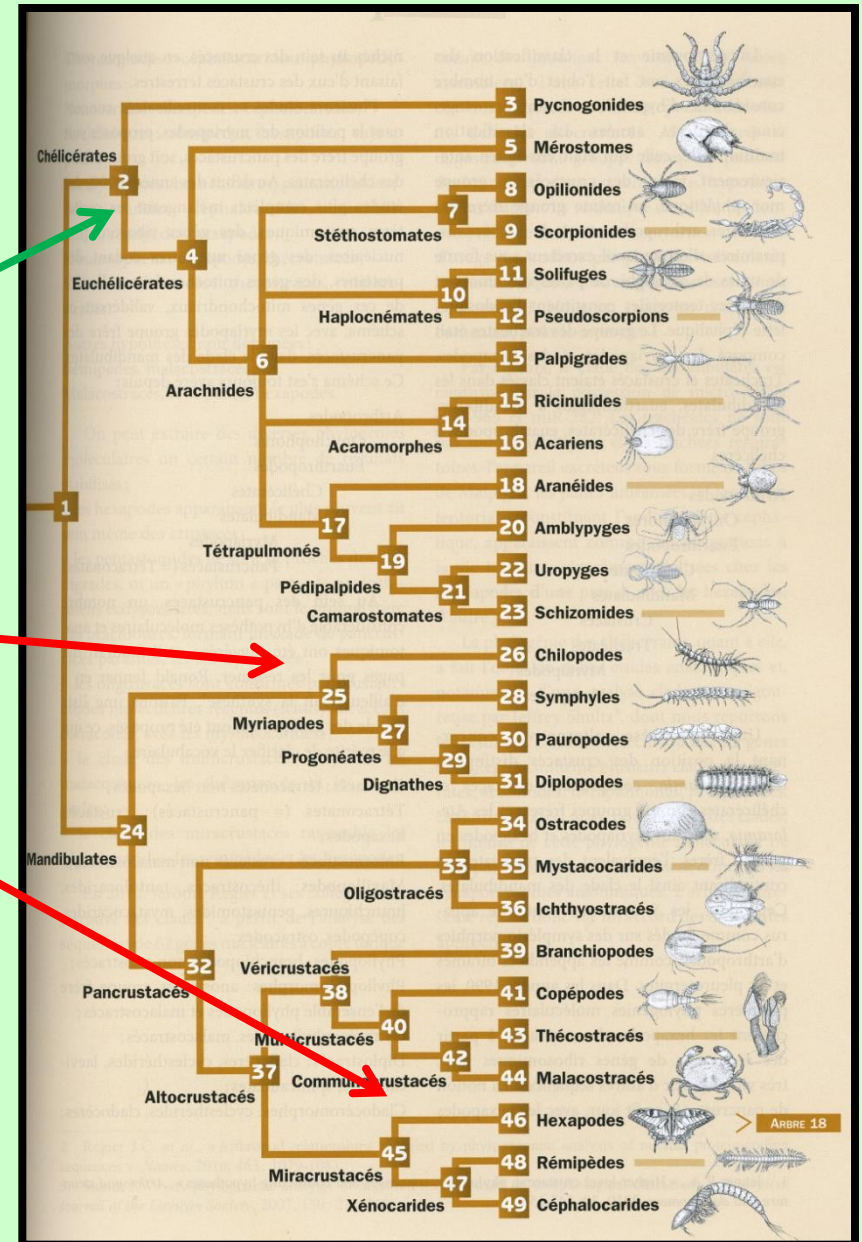 3 Pycnogonides
Chélicérates
5 Mérostomes
2
8 Opilionides
7
Stéthostomates
9 Scorpionides
4
Euchélicérates
11 Solifuges
10
Haplocnémates
12 Pseudoscorpions
6
13 Palpigrades
Arachnides
15 Ricinulides
14
Acaromorphes
16 Acariens
18 Aranéides
1
17
20 Amblypyges
Tétrapulmonés
19
22 Uropyges
Pédipalpides
21
Camarostomates
23 Schizomides
26 Chilopodes
25
28 Symphyles
Myriapodes
27
30 Pauropodes
Progonéates
29
Dignathes
31 Diplopodes
24
34 Ostracodes
Mandibulates
33
35 Mystacocarides
Oligostracés
36 Ichthyostracés
39 Branchiopodes
32
Véricrustacés
Pancrustacés
38
41 Copépodes
40
Multicrustacés
43 Thécostracés
42
37
Communocrustacés
44 Malacostracés
Altocrustacés
46 Hexapodes
ARBRE 18
45
Miracrustacés
48 Rémipèdes
47
Xénocarides
49 Céphalocarides